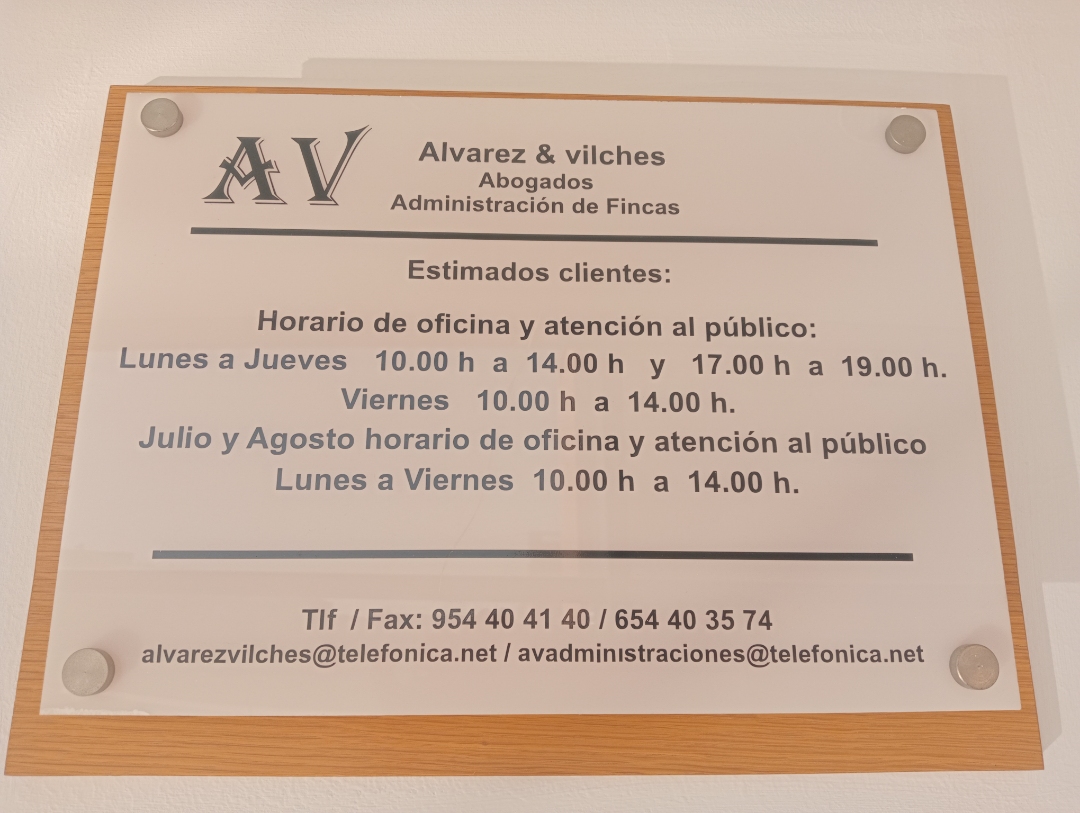 AV
Alvarez & vilches
Abogados
Administración de Fincas
Estimados clientes:
Horario de oficina y atención al público:
Lunes a Jueves 10.00 h a 14.00 h y 17.00 h a 19.00 h.
Viernes 10.00 h a 14.00 h.
Julio y Agosto horario de oficina y atención al público
Lunes a Viernes 10.00 h a 14.00 h.
Tlf / Fax: 954 40 41 40 / 654 40 35 74
alvarezvilches@telefonica.net / avadministraciones@telefonica.net